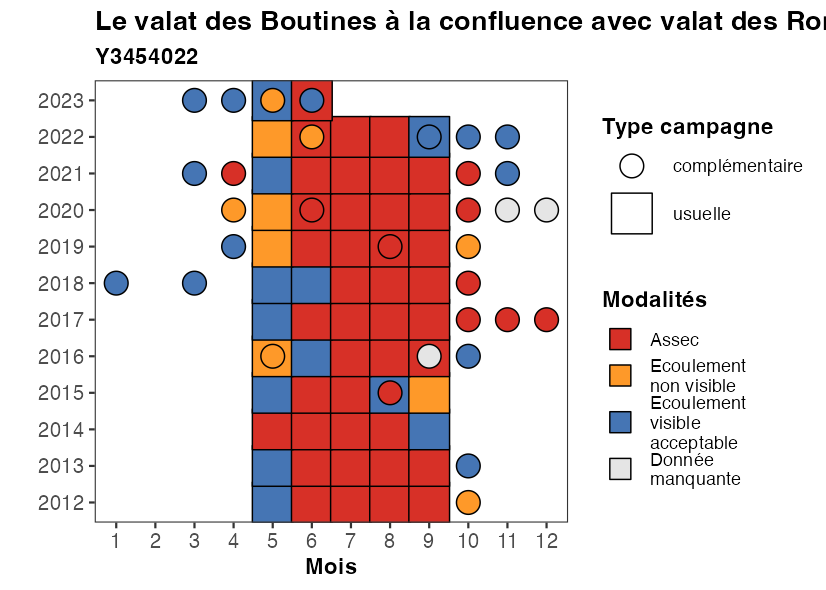 Le valat des Boutines à la confluence avec valat des Ro
Y3454022
2023
2022
2021
2020
2019
2018
2017
2016
2015
2014
2013
2012
1 2 3 4 5 6 7 8 9 10 11 12
Mois
Type campagne
complémentaire
usuelle
Modalités
Assec
Ecoulement
non visible
Ecoulement
visible
acceptable
Donnée
manquante